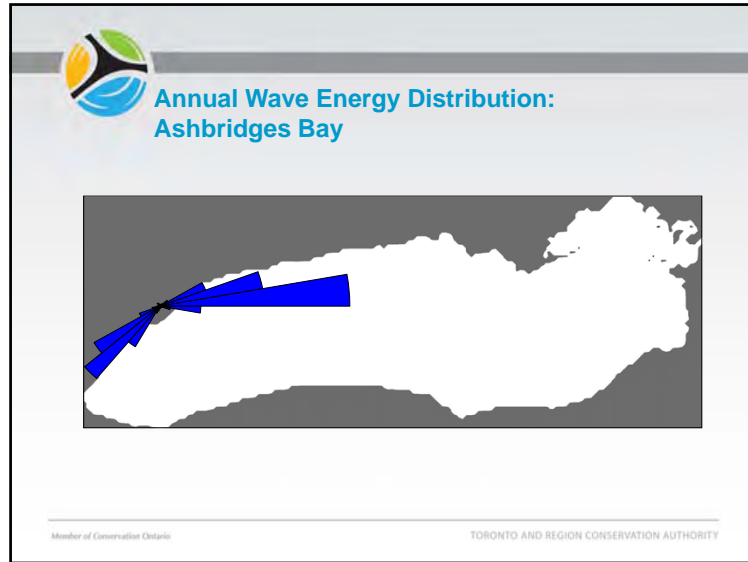 Annual Wave Energy Distribution:
Ashbridges Bay
Member of Conservation Ontario
TORONTO AND REGION CONSERVATION AUTHORITY